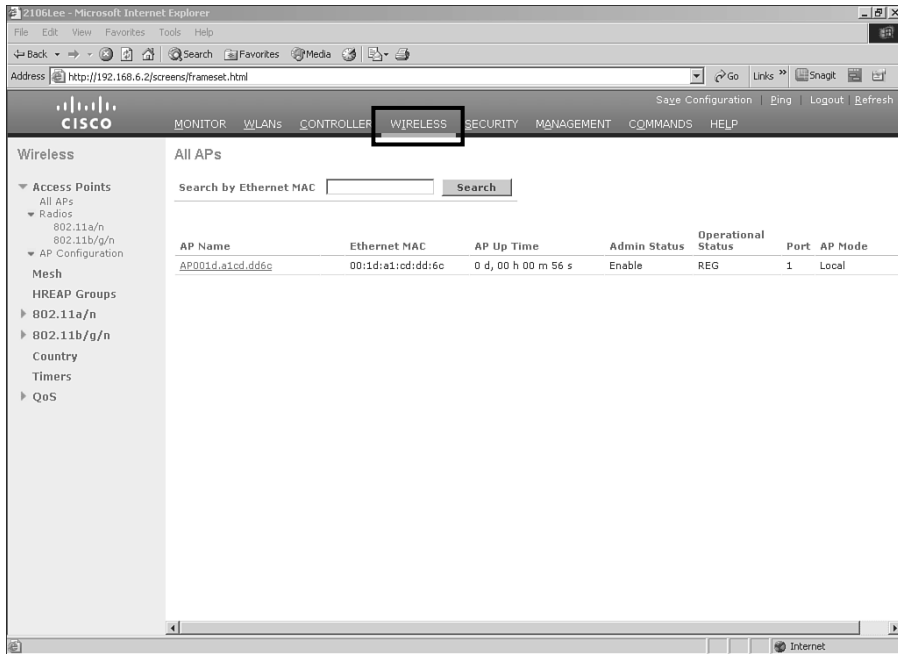 2106Lee - Microsoft Internet Explorer
File Edit View Favorites Tools Help
Back Search Favorites Media
Address http://192.168.6.2/screens/frameset.html Go Links » Snagit
Save Configuration | Ping | Logout | Refresh
CISCO MONITOR WLANs CONTROLLER WIRELESS SECURITY MANAGEMENT COMMANDS HELP
Wireless
Access Points
All APs
Radios
802.11a/n
802.11b/g/n
AP Configuration
Mesh
HREAP Groups
802.11a/n
802.11b/g/n
Country
Timers
QoS
All APs
Search by Ethernet MAC Search
AP Name Ethernet MAC AP Up Time Admin Status Operational Status Port AP Mode
AP001d.a1cd.dd6c 00:1d:a1:cd:dd:6c 0 d, 00 h 00 m 56 s Enable REG 1 Local
Internet